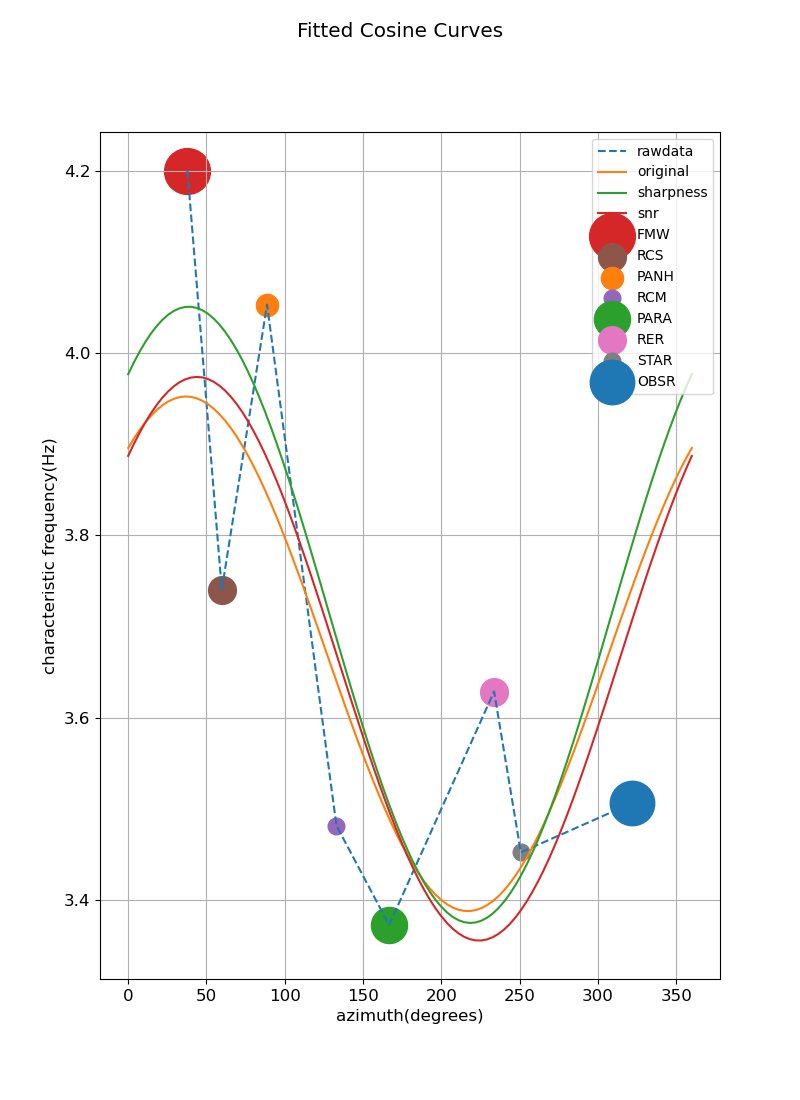 Fitted Cosine Curves
rawdata
original
sharpness
snr
FMW
RCS
PANH
RCM
PARA
RER
STAR
OBSR
4.2
4.0
3.8
3.6
3.4
characteristic frequency(Hz)
0 50 100 150 200 250 300 350
azimuth(degrees)